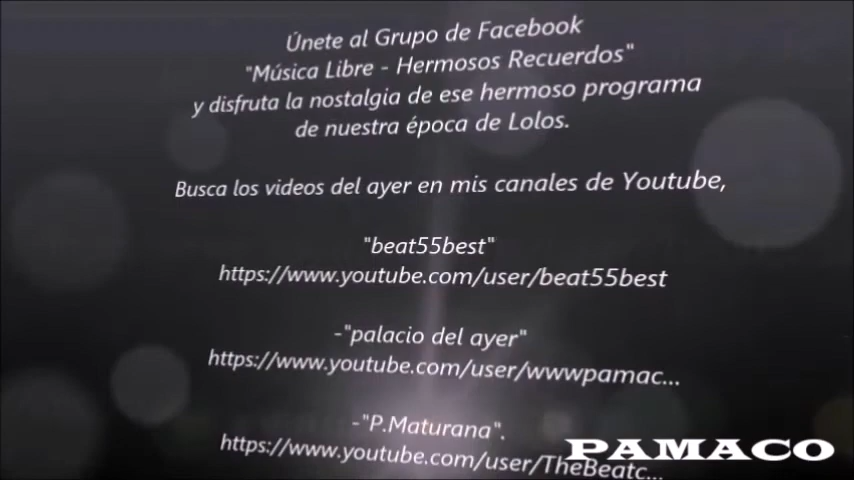 Únete al Grupo de Facebook
"Música Libre - Hermosos Recuerdos"
y disfruta la nostalgia de ese hermoso programa
de nuestra época de Lolos.
Busca los videos del ayer en mis canales de Youtube,
"beat55best"
https://www.youtube.com/user/beat55best
-"palacio del ayer"
https://www.youtube.com/user/wwwpamac...
-"P.Maturana".
https://www.youtube.com/user/TheBeatc...
PAMACO